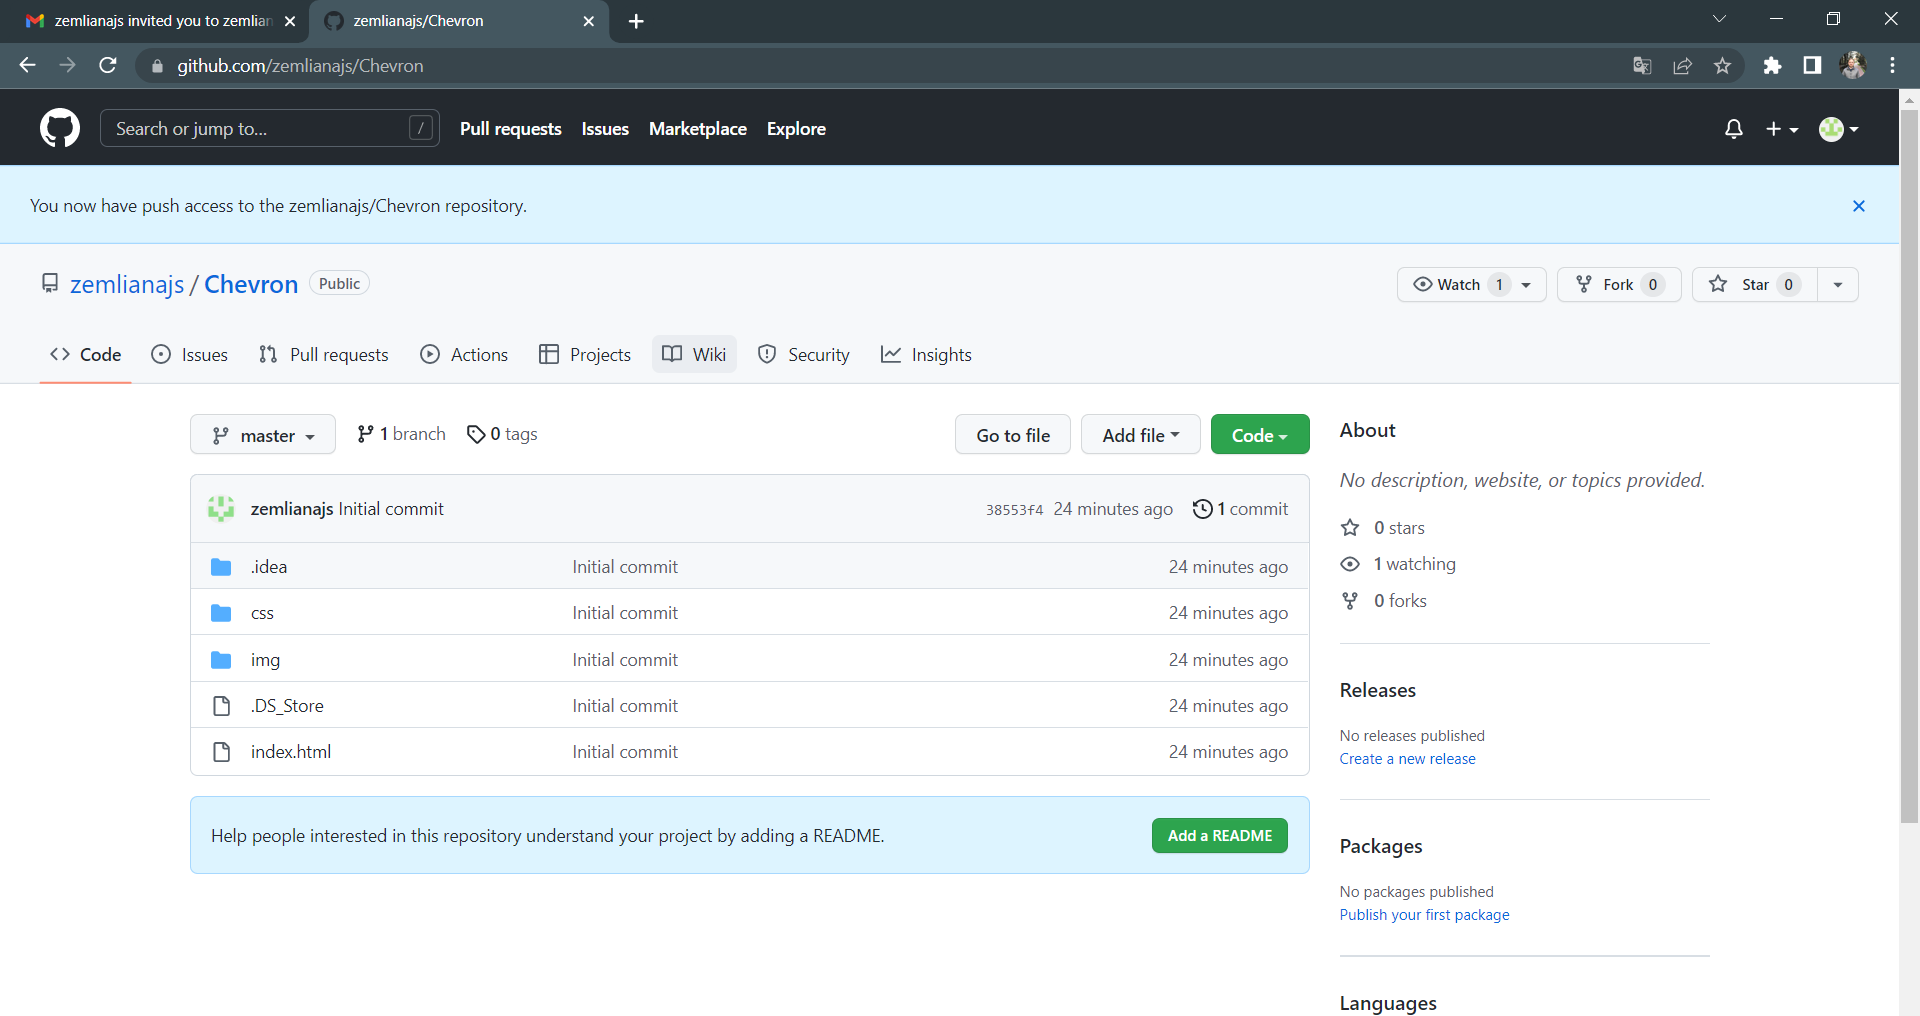 zemlianajs invited you to zemlian
zemlianajs/Chevron
github.com/zemlianajs/Chevron
Search or jump to... /
Pull requests Issues Marketplace Explore
You now have push access to the zemlianajs/Chevron repository.
zemlianajs / Chevron Public
Watch 1 Fork 0 Star 0
Code Issues Pull requests Actions Projects Wiki Security Insights
master 1 branch 0 tags Go to file Add file Code
zemlianajs Initial commit 38553f4 24 minutes ago 1 commit
.idea Initial commit 24 minutes ago
css Initial commit 24 minutes ago
img Initial commit 24 minutes ago
.DS_Store Initial commit 24 minutes ago
index.html Initial commit 24 minutes ago
Help people interested in this repository understand your project by adding a README. Add a README
About
No description, website, or topics provided.
0 stars
1 watching
0 forks
Releases
No releases published
Create a new release
Packages
No packages published
Publish your first package
Languages